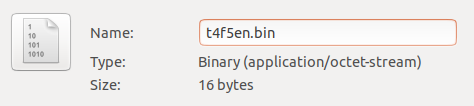 1
10
101
1010
Name: t4f5en.bin
Type: Binary (application/octet-stream)
Size: 16 bytes